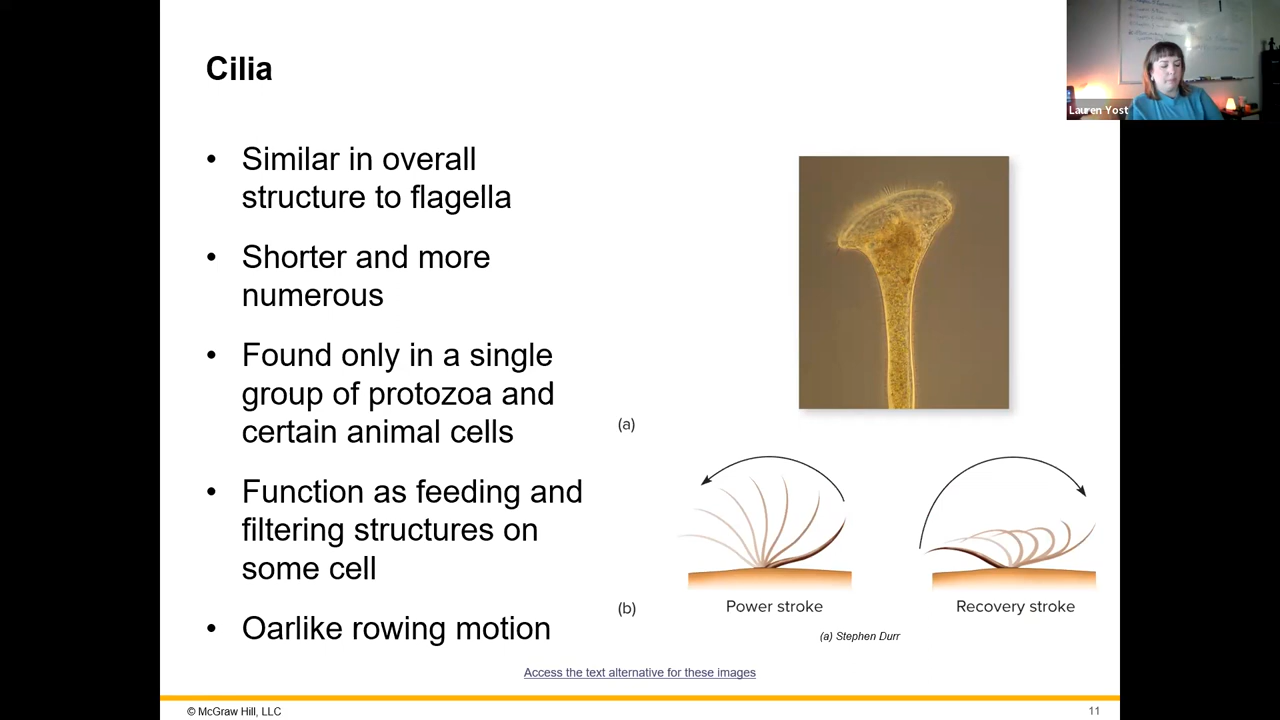 Cilia
Lauren Yost
• Similar in overall
structure to flagella
• Shorter and more
numerous
• Found only in a single
group of protozoa and
certain animal cells
• Function as feeding and
filtering structures on
some cell
• Oarlike rowing motion
(a)
(b)
Power stroke
Recovery stroke
(a) Stephen Durr
Access the text alternative for these images
© McGraw Hill, LLC
11